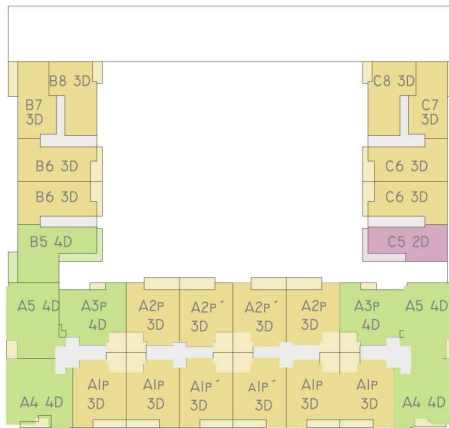 B8 3D
C8 3D
B7
3D
C7
3D
B6 3D
C6 3D
B6 3D
C6 3D
B5 4D
C5 2D
A5 4D
A3P
4D
A2P
3D
A2P´
3D
A2P´
3D
A2P
3D
A3P
4D
A5 4D
A4 4D
A1P
3D
A1P
3D
A1P´
3D
A1P´
3D
A1P
3D
A1P
3D
A4 4D